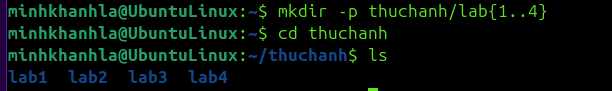 minhkhanhla@UbuntuLinux:~$ mkdir -p thuchanh/lab{1..4}
minhkhanhla@UbuntuLinux:~$ cd thuchanh
minhkhanhla@UbuntuLinux:~/thuchanh$ ls
lab1  lab2  lab3  lab4